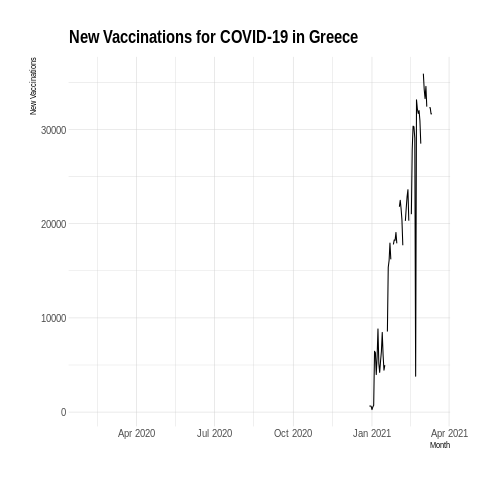 New Vaccinations for COVID-19 in Greece
New Vaccinations
30000
20000
10000
0
Apr 2020 Jul 2020 Oct 2020 Jan 2021 Apr 2021
Month